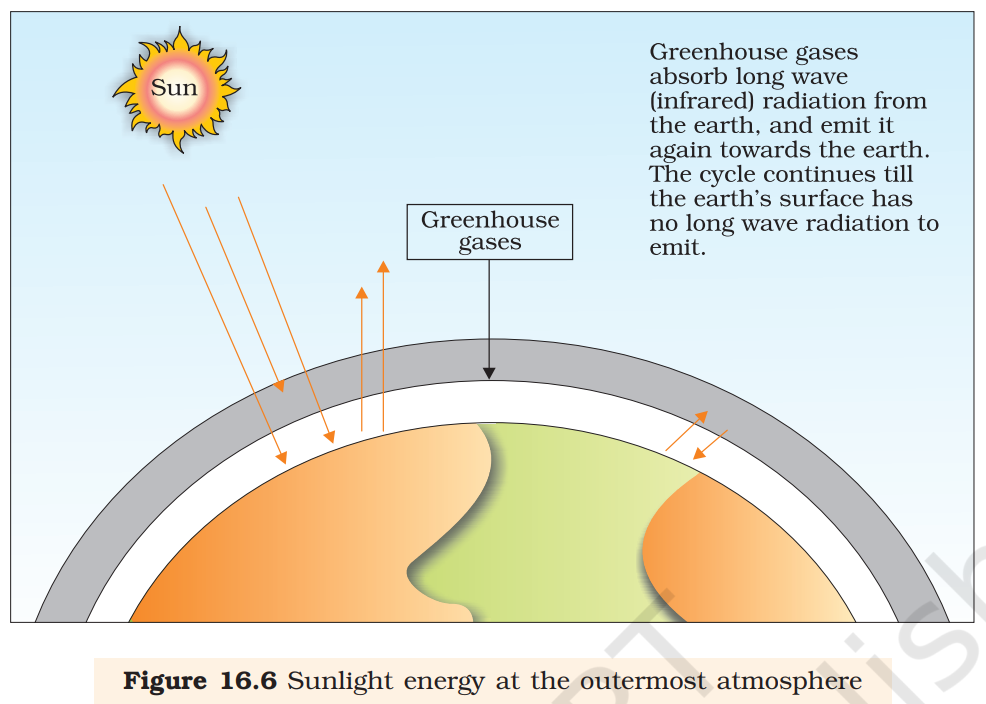 Sun
Greenhouse gases
absorb long wave
(infrared) radiation from
the earth, and emit it
again towards the earth.
The cycle continues till
the earth's surface has
no long wave radiation to
emit.
Greenhouse
gases
Figure 16.6 Sunlight energy at the outermost atmosphere